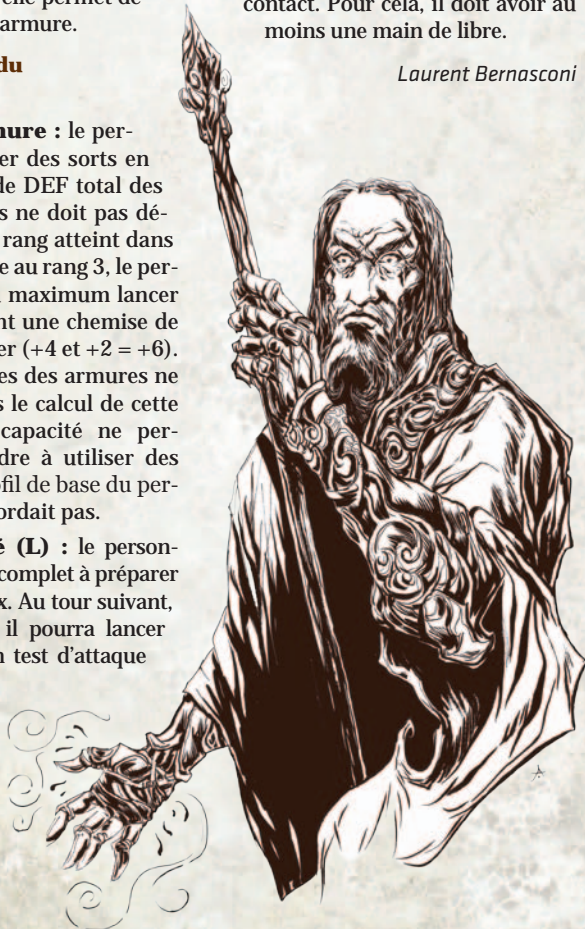 elle permet de
armure.
du
nure : le per-
er des sorts en
de DEF total des
s ne doit pas dé-
rang atteint dans
e au rang 3, le per-
maximum lancer
nt une chemise de
er (+4 et +2 = +6).
es des armures ne
s le calcul de cette
capacité ne per-
dre à utiliser des
ofil de base du per-
ordait pas.
é (L) : le person-
complet à préparer
x. Au tour suivant,
il pourra lancer
n test d'attaque
contact. Pour cela, il doit avoir au
moins une main de libre.
Laurent Bernasconi